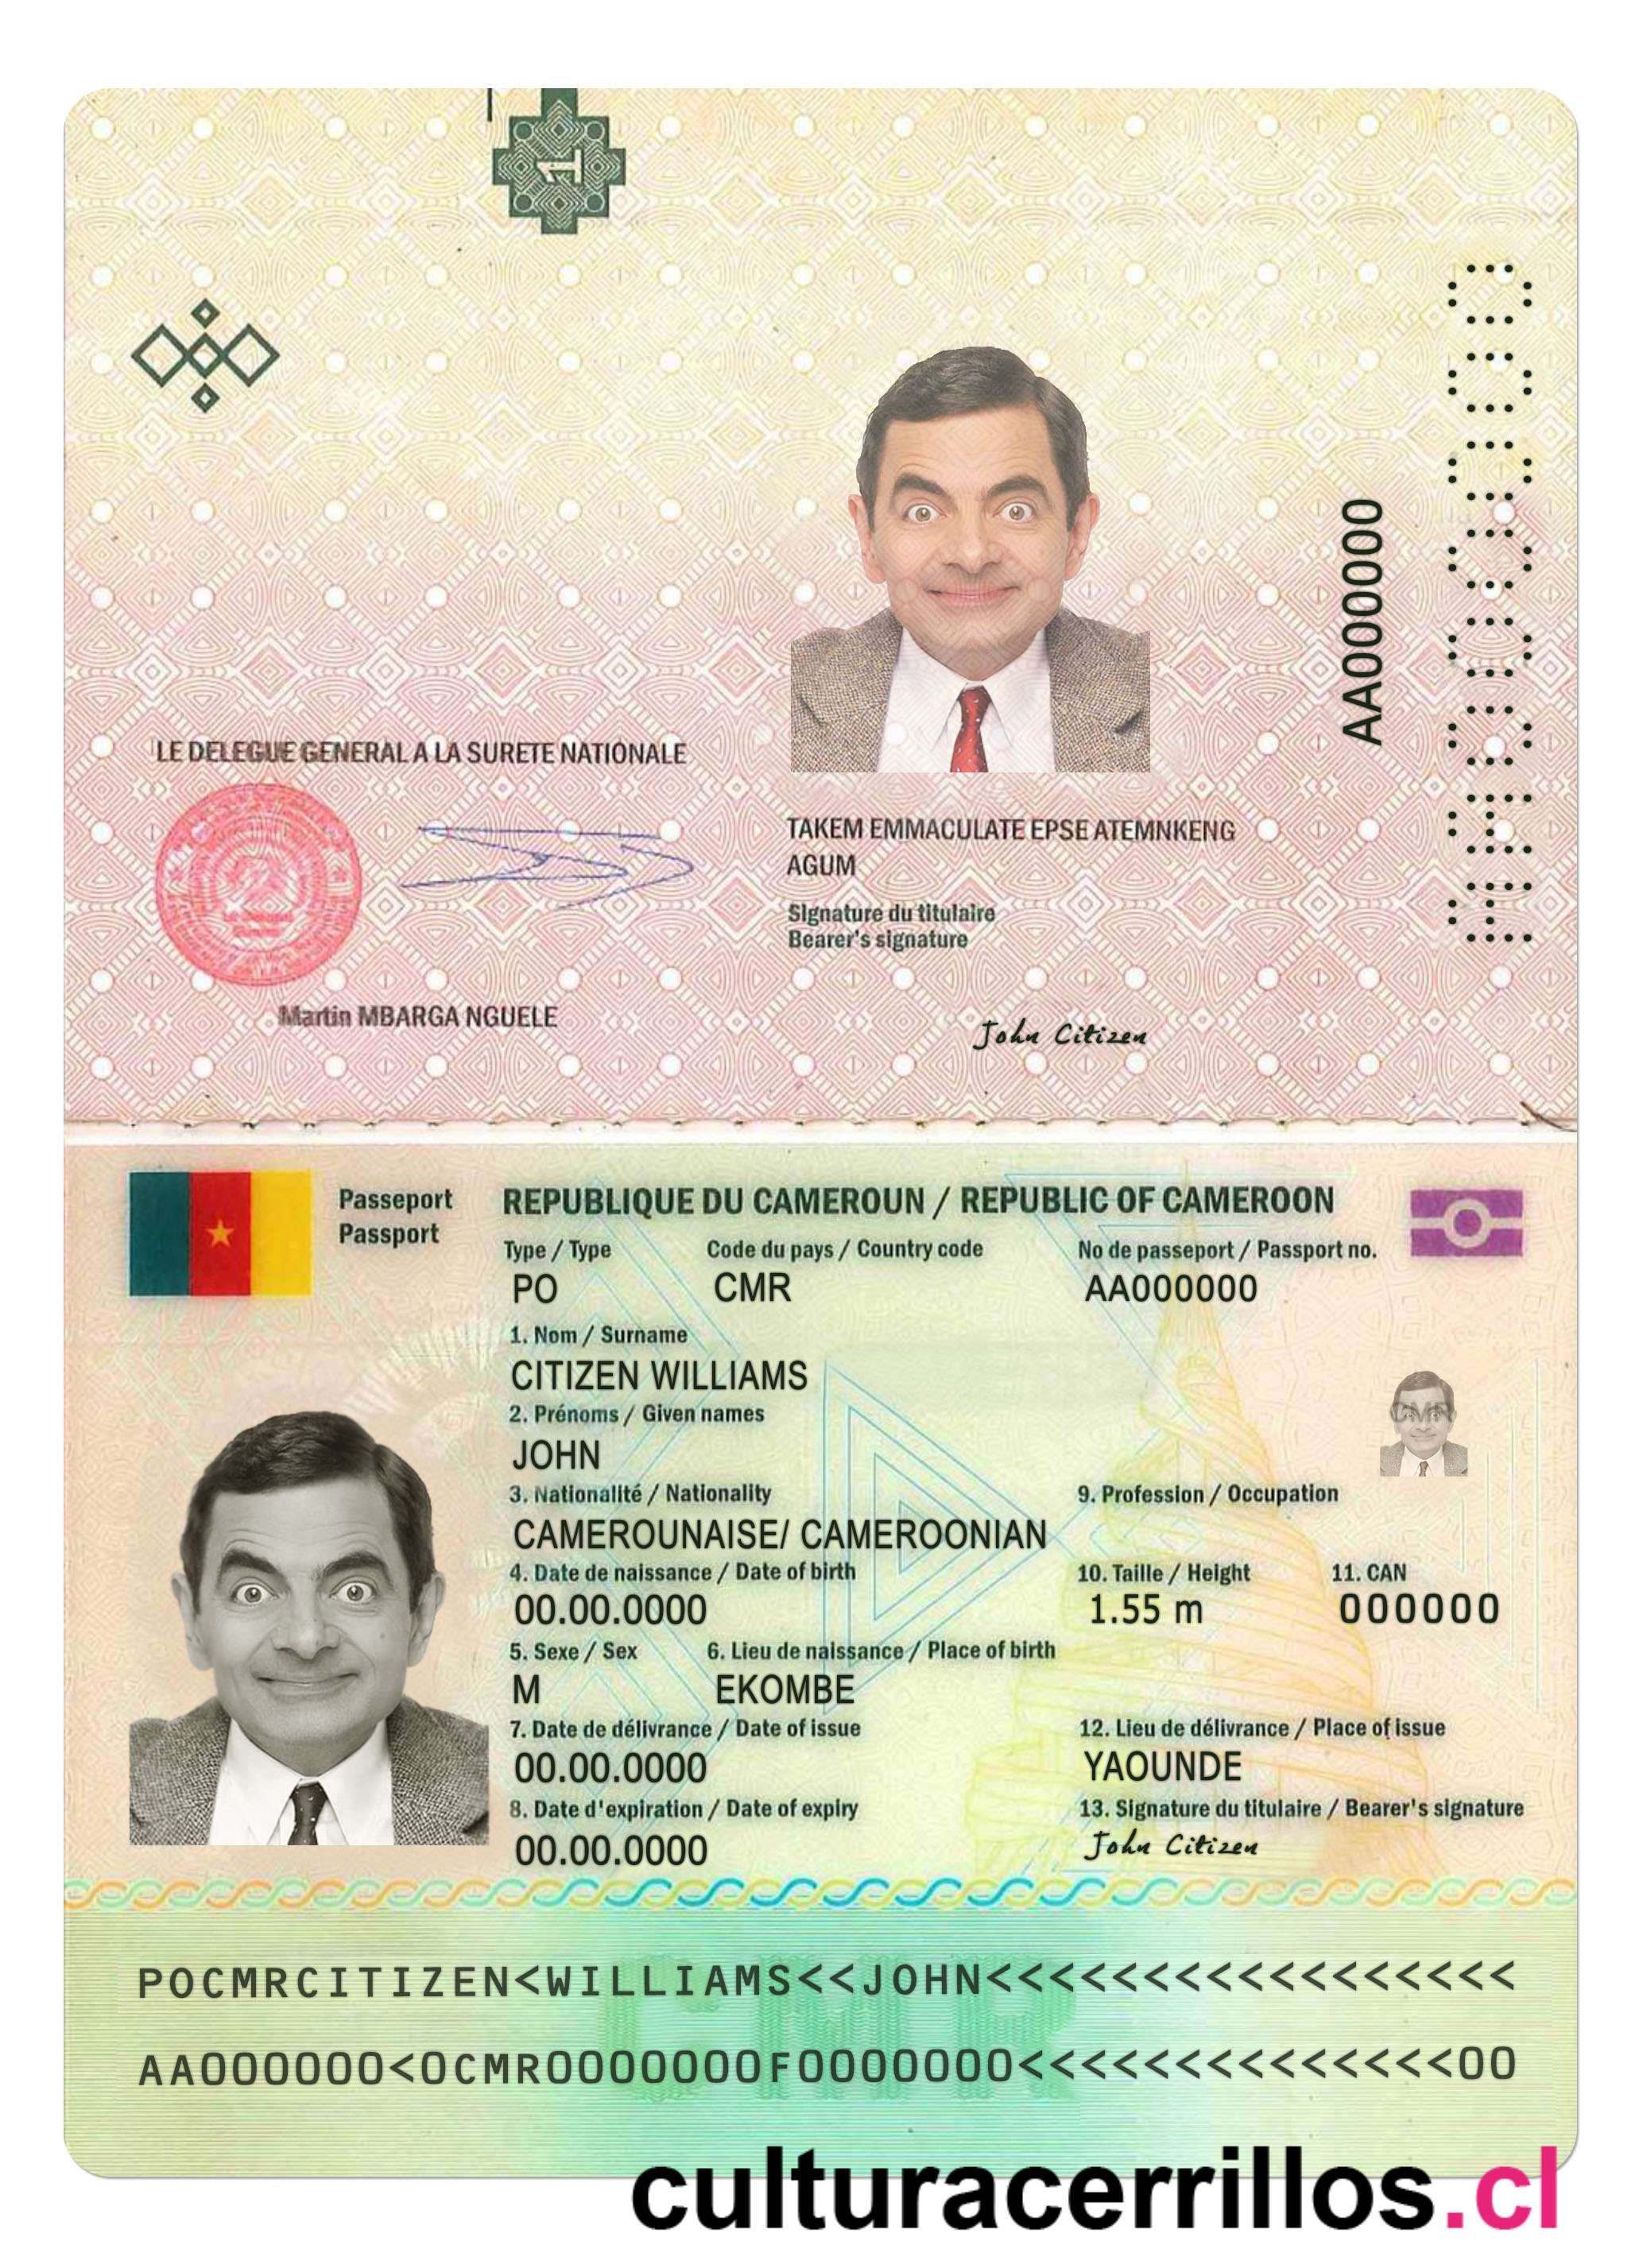 1
AA000000
LE DELEGUE GENERAL A LA SURETE NATIONALE
TAKEM EMMACULATE EPSE ATEMNKENG
AGUM
Signature du titulaire
Bearer's signature
Martin MBARGA NGUELE
John Citizen
Passeport
Passport
REPUBLIQUE DU CAMEROUN / REPUBLIC OF CAMEROON
Type / Type Code du pays / Country code No de passeport / Passport no.
PO CMR AA000000
1. Nom / Surname
CITIZEN WILLIAMS
2. Prénoms / Given names
JOHN
3. Nationalité / Nationality 9. Profession / Occupation
CAMEROUNAISE/ CAMEROONIAN
4. Date de naissance / Date of birth 10. Taille / Height 11. CAN
00.00.0000 1.55 m 000000
5. Sexe / Sex 6. Lieu de naissance / Place of birth
M EKOMBE
7. Date de délivrance / Date of issue 12. Lieu de délivrance / Place of issue
00.00.0000 YAOUNDE
8. Date d'expiration / Date of expiry 13. Signature du titulaire / Bearer's signature
00.00.0000 John Citizen
POCMRCITIZEN<WILLIAMS<<JOHN<<<<<<<<<<<<<<<<<
AA000000<0CMR0000000F0000000<<<<<<<<<<<<<<00
CMR
culturacerrillos.cl